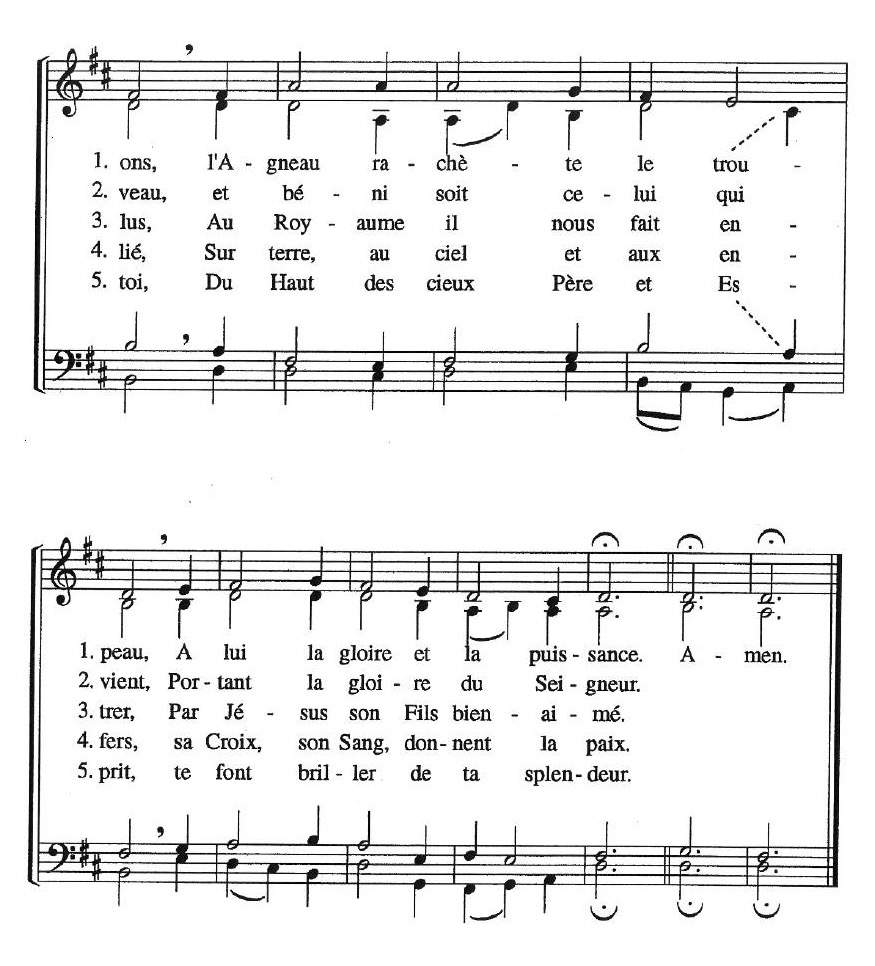 1. ons, l'A - gneau ra - chè - te le trou -
2. veau, et bé - ni soit ce - lui qui
3. lus, Au Roy - aume il nous fait en -
4. lié, Sur terre, au ciel et aux en -
5. toi, Du Haut des cieux Père et Es -
1. peau, A lui la gloire et la puis - sance. A - men.
2. vient, Por - tant la gloi - re du Sei - gneur.
3. trer, Par Jé - sus son Fils bien - ai - mé.
4. fers, sa Croix, son Sang, don - nent la paix.
5. prit, te font bril - ler de ta splen - deur.